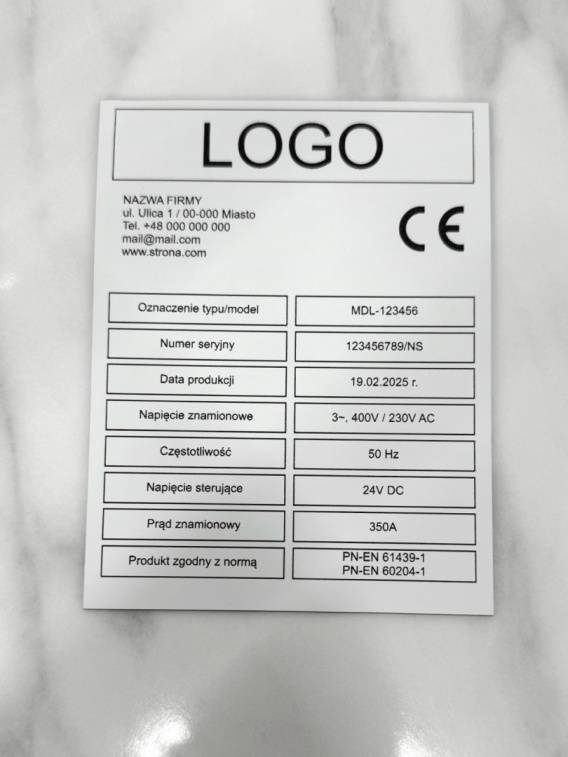 LOGO
NAZWA FIRMY
ul. Ulica 1 / 00-000 Miasto
Tel. +48 000 000 000
mail@mail.com
www.strona.com
CE
Oznaczenie typu/model MDL-123456
Numer seryjny 123456789/NS
Data produkcji 19.02.2025 r.
Napięcie znamionowe 3~, 400V / 230V AC
Częstotliwość 50 Hz
Napięcie sterujące 24V DC
Prąd znamionowy 350A
Produkt zgodny z normą PN-EN 61439-1
PN-EN 60204-1